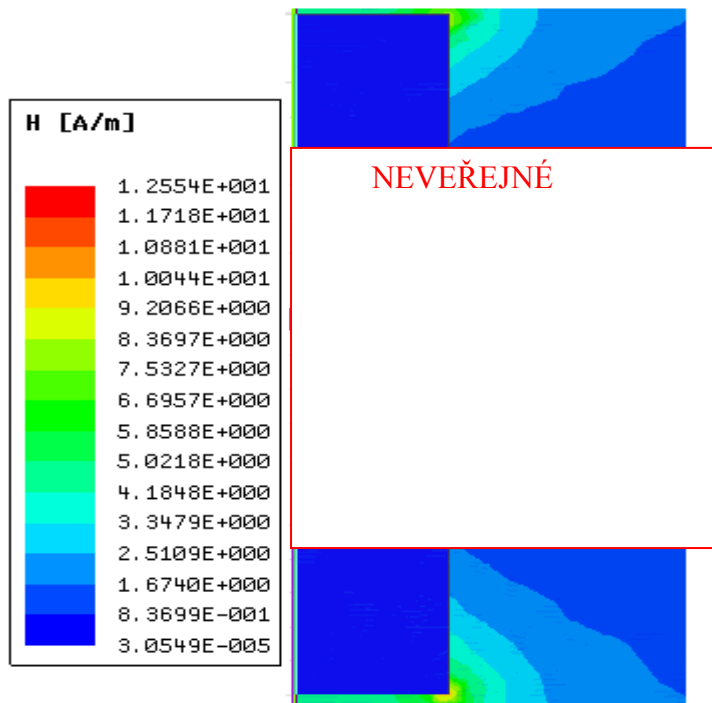 NEVEŘEJNÉ
H [A/m]
1.2554E+001
1.1718E+001
1.0881E+001
1.0044E+001
9.2066E+000
8.3697E+000
7.5327E+000
6.6957E+000
5.8588E+000
5.0218E+000
4.1848E+000
3.3479E+000
2.5109E+000
1.6740E+000
8.3699E-001
3.0549E-005